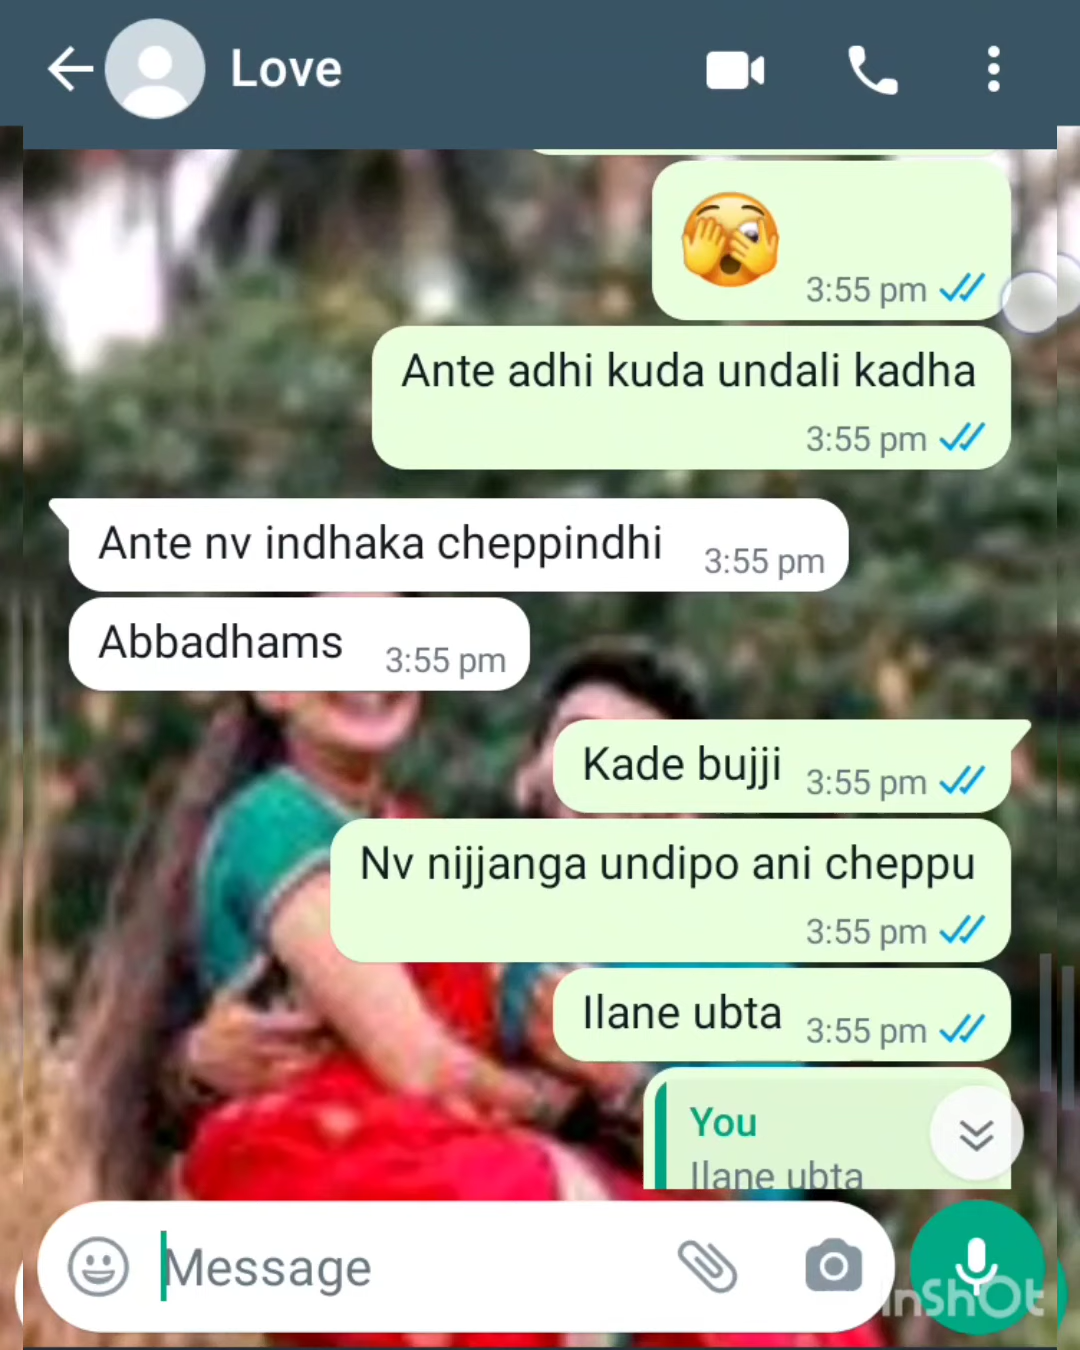 Love
3:55 pm
Ante adhi kuda undali kadha
3:55 pm
Ante nv indhaka cheppindhi 3:55 pm
Abbadhams 3:55 pm
Kade bujji 3:55 pm
Nv nijjanga undipo ani cheppu
3:55 pm
Ilane ubta 3:55 pm
You
Ilane ubta
Message
InShOt